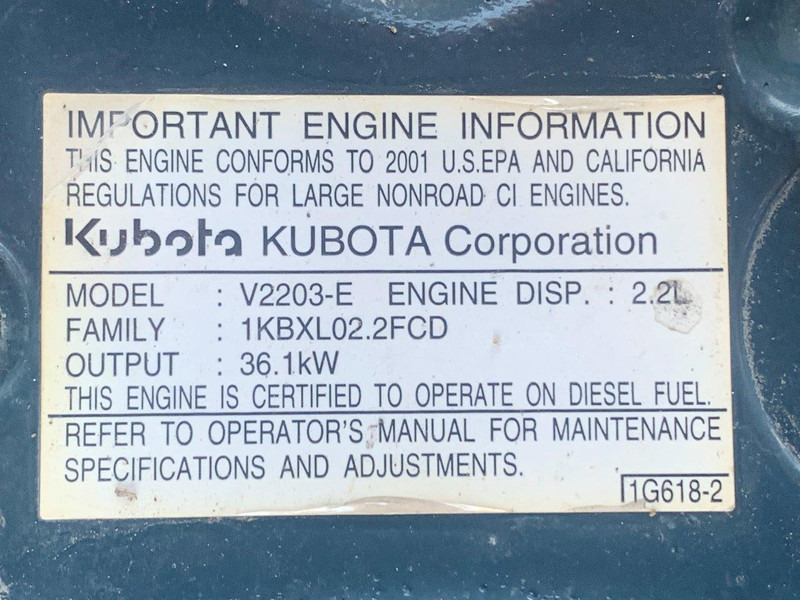 IMPORTANT ENGINE INFORMATION
THIS ENGINE CONFORMS TO 2001 U.S.EPA AND CALIFORNIA
REGULATIONS FOR LARGE NONROAD CI ENGINES.
Kubota KUBOTA Corporation
MODEL : V2203-E ENGINE DISP. : 2.2L
FAMILY : 1KBXL02.2FCD
OUTPUT : 36.1kW
THIS ENGINE IS CERTIFIED TO OPERATE ON DIESEL FUEL.
REFER TO OPERATOR'S MANUAL FOR MAINTENANCE
SPECIFICATIONS AND ADJUSTMENTS.
1G618-2